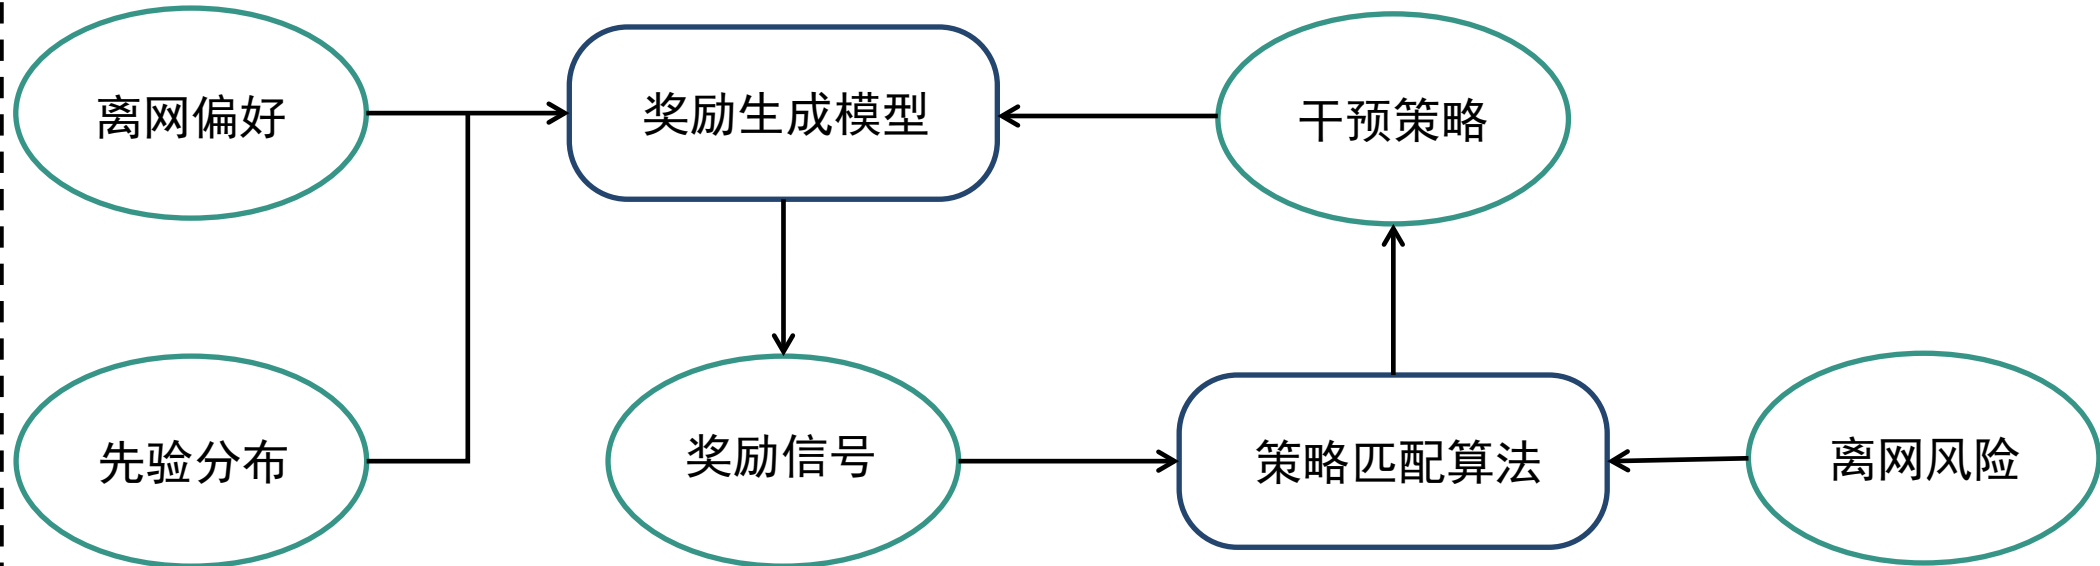 离网偏好
奖励生成模型
干预策略
先验分布
奖励信号
策略匹配算法
离网风险